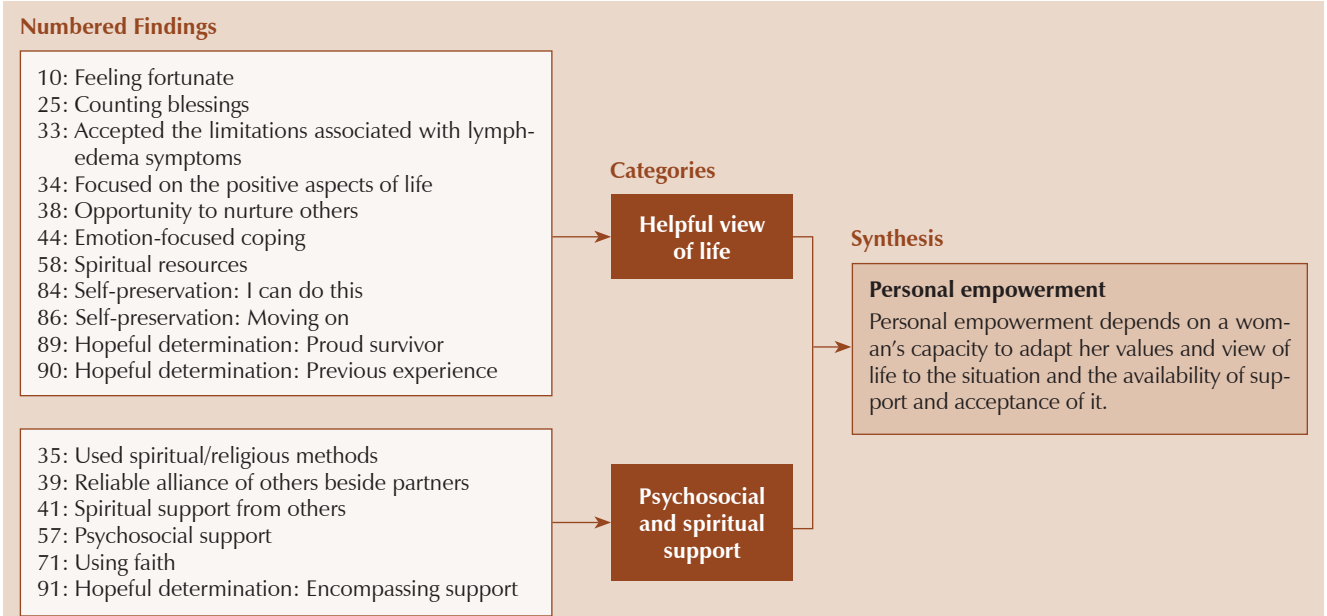 Numbered Findings
10: Feeling fortunate
25: Counting blessings
33: Accepted the limitations associated with lymph-
edema symptoms
34: Focused on the positive aspects of life
38: Opportunity to nurture others
44: Emotion-focused coping
58: Spiritual resources
84: Self-preservation: I can do this
86: Self-preservation: Moving on
89: Hopeful determination: Proud survivor
90: Hopeful determination: Previous experience
35: Used spiritual/religious methods
39: Reliable alliance of others beside partners
41: Spiritual support from others
57: Psychosocial support
71: Using faith
91: Hopeful determination: Encompassing support
Categories
Helpful view
of life
Psychosocial
and spiritual
support
Synthesis
Personal empowerment
Personal empowerment depends on a wom-
an’s capacity to adapt her values and view of
life to the situation and the availability of sup-
port and acceptance of it.